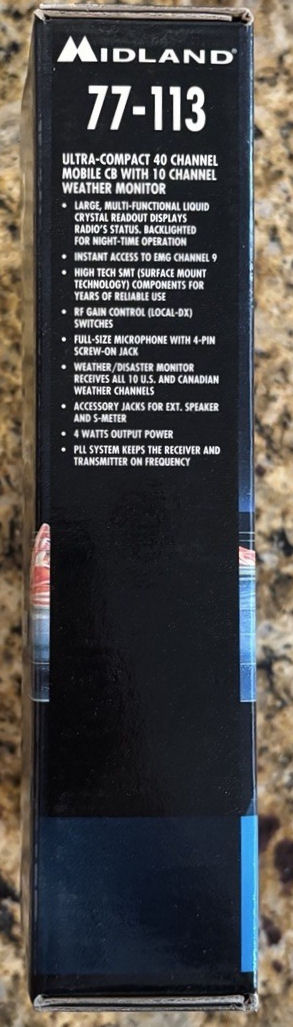 MIDLAND®
77-113
ULTRA-COMPACT 40 CHANNEL
MOBILE CB WITH 10 CHANNEL
WEATHER MONITOR
• LARGE, MULTI-FUNCTIONAL LIQUID
CRYSTAL READOUT DISPLAYS
RADIO'S STATUS. BACKLIGHTED
FOR NIGHT-TIME OPERATION
• INSTANT ACCESS TO EMG CHANNEL 9
• HIGH TECH SMT (SURFACE MOUNT
TECHNOLOGY) COMPONENTS FOR
YEARS OF RELIABLE USE
• RF GAIN CONTROL (LOCAL-DX)
SWITCHES
• FULL-SIZE MICROPHONE WITH 4-PIN
SCREW-ON JACK
• WEATHER/DISASTER MONITOR
RECEIVES ALL 10 U.S. AND CANADIAN
WEATHER CHANNELS
• ACCESSORY JACKS FOR EXT. SPEAKER
AND S-METER
• 4 WATTS OUTPUT POWER
• PLL SYSTEM KEEPS THE RECEIVER AND
TRANSMITTER ON FREQUENCY